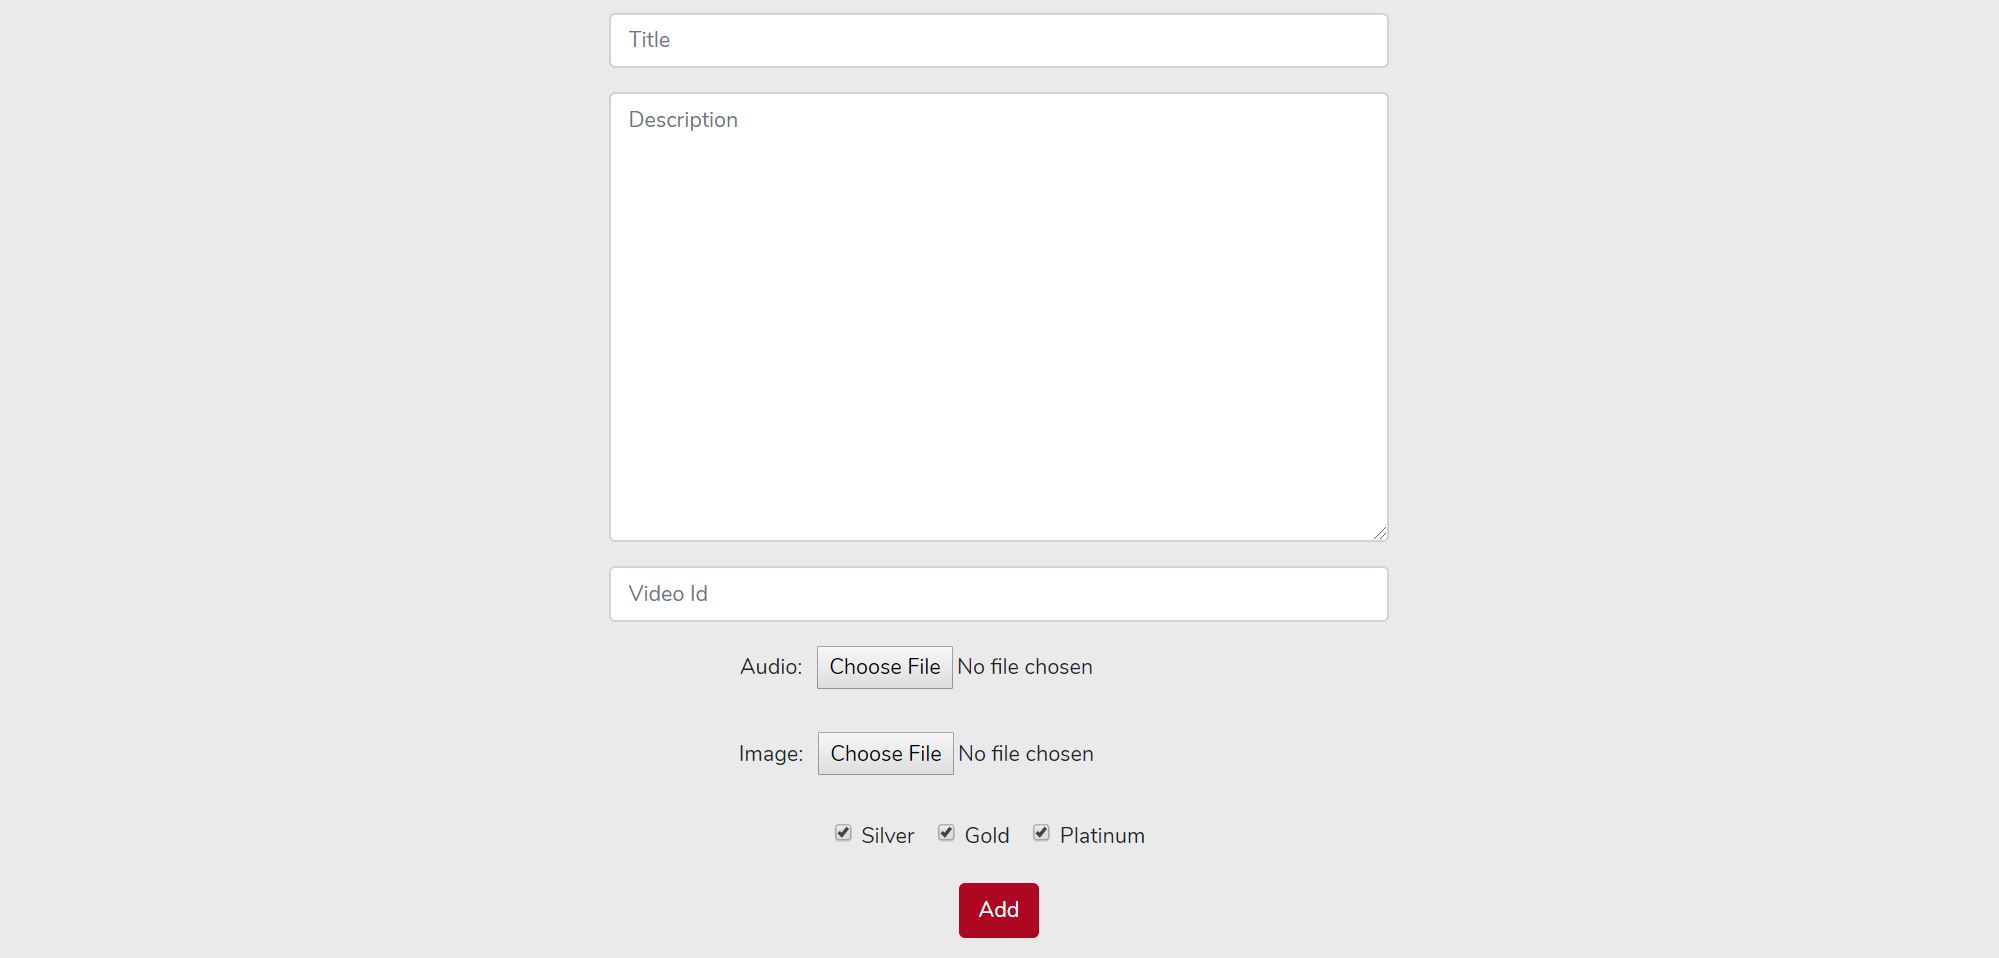 Title
Description
Video Id
Audio: Choose File No file chosen
Image: Choose File No file chosen
Silver Gold Platinum
Add